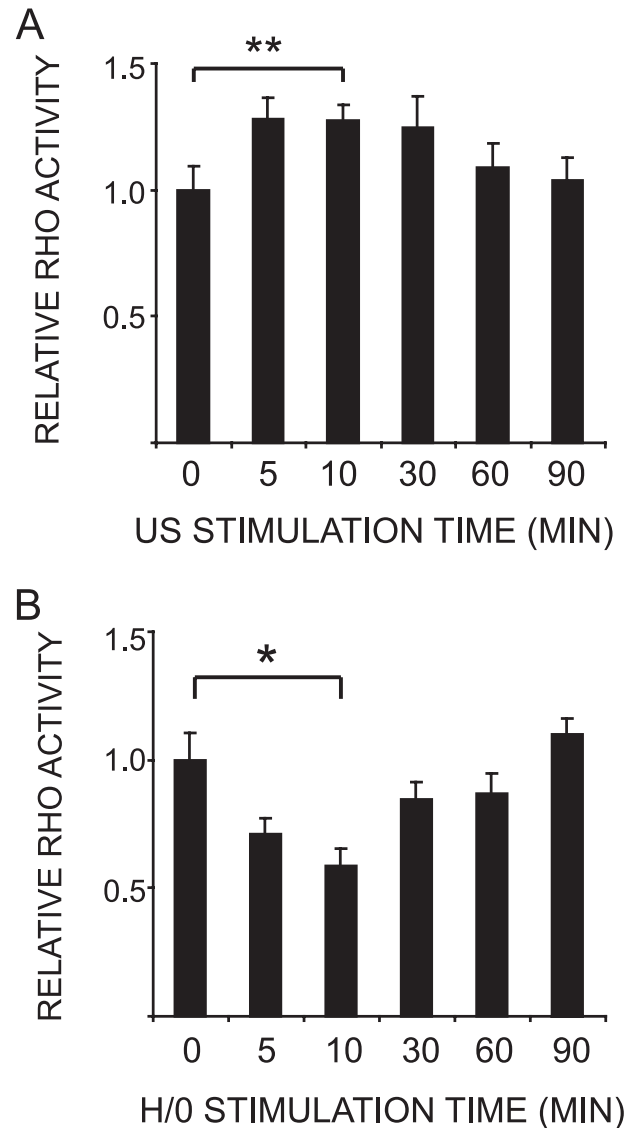 A
**
1.5
1.0
0.5
RELATIVE RHO ACTIVITY
0 5 10 30 60 90
US STIMULATION TIME (MIN)
B
*
1.5
1.0
0.5
RELATIVE RHO ACTIVITY
0 5 10 30 60 90
H/0 STIMULATION TIME (MIN)